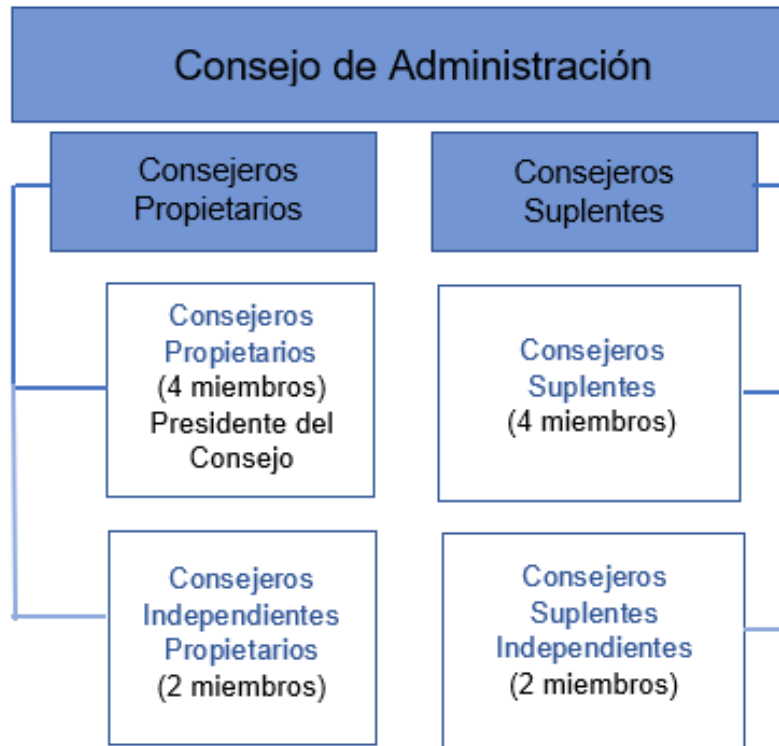 Consejo de Administración
Consejeros
Propietarios
Consejeros
Suplentes
Consejeros
Propietarios
(4 miembros)
Presidente del
Consejo
Consejeros
Suplentes
(4 miembros)
Consejeros
Independientes
Propietarios
(2 miembros)
Consejeros
Suplentes
Independientes
(2 miembros)